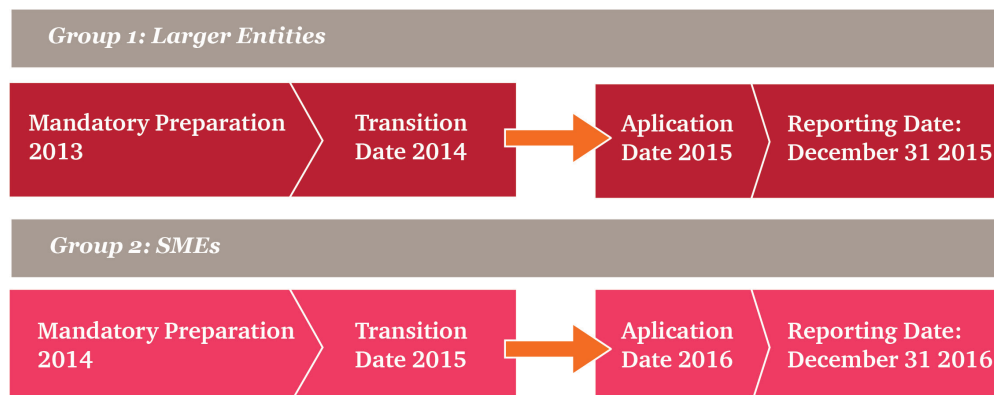 Group 1: Larger Entities
Mandatory Preparation
2013
Transition
Date 2014
Aplication
Date 2015
Reporting Date:
December 31 2015
Group 2: SMEs
Mandatory Preparation
2014
Transition
Date 2015
Aplication
Date 2016
Reporting Date:
December 31 2016